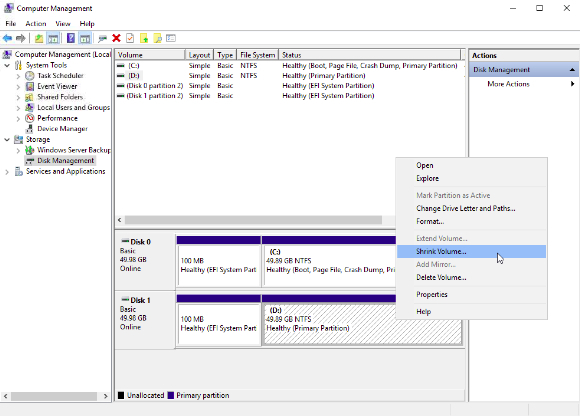 Computer Management
File Action View Help
Computer Management (Local
System Tools
Task Scheduler
Event Viewer
Shared Folders
Local Users and Groups
Performance
Device Manager
Storage
Windows Server Backup
Disk Management
Services and Applications
Volume Layout Type File System Status
(C:) Simple Basic NTFS Healthy (Boot, Page File, Crash Dump, Primary Partition)
(D:) Simple Basic NTFS Healthy (Primary Partition)
(Disk 0 partition 2) Simple Basic Healthy (EFI System Partition)
(Disk 1 partition 2) Simple Basic Healthy (EFI System Partition)
Actions
Disk Management
More Actions
Open
Explore
Mark Partition as Active
Change Drive Letter and Paths...
Format...
Extend Volume...
Shrink Volume...
Add Mirror...
Delete Volume...
Properties
Help
Disk 0
Basic
49.98 GB
Online
100 MB
Healthy (EFI System Part
(C:)
49.89 GB NTFS
Healthy (Boot, Page File, Crash Dump, Pri
Disk 1
Basic
49.98 GB
Online
100 MB
Healthy (EFI System Part
(D:)
49.89 GB NTFS
Healthy (Primary Partition)
Unallocated Primary partition